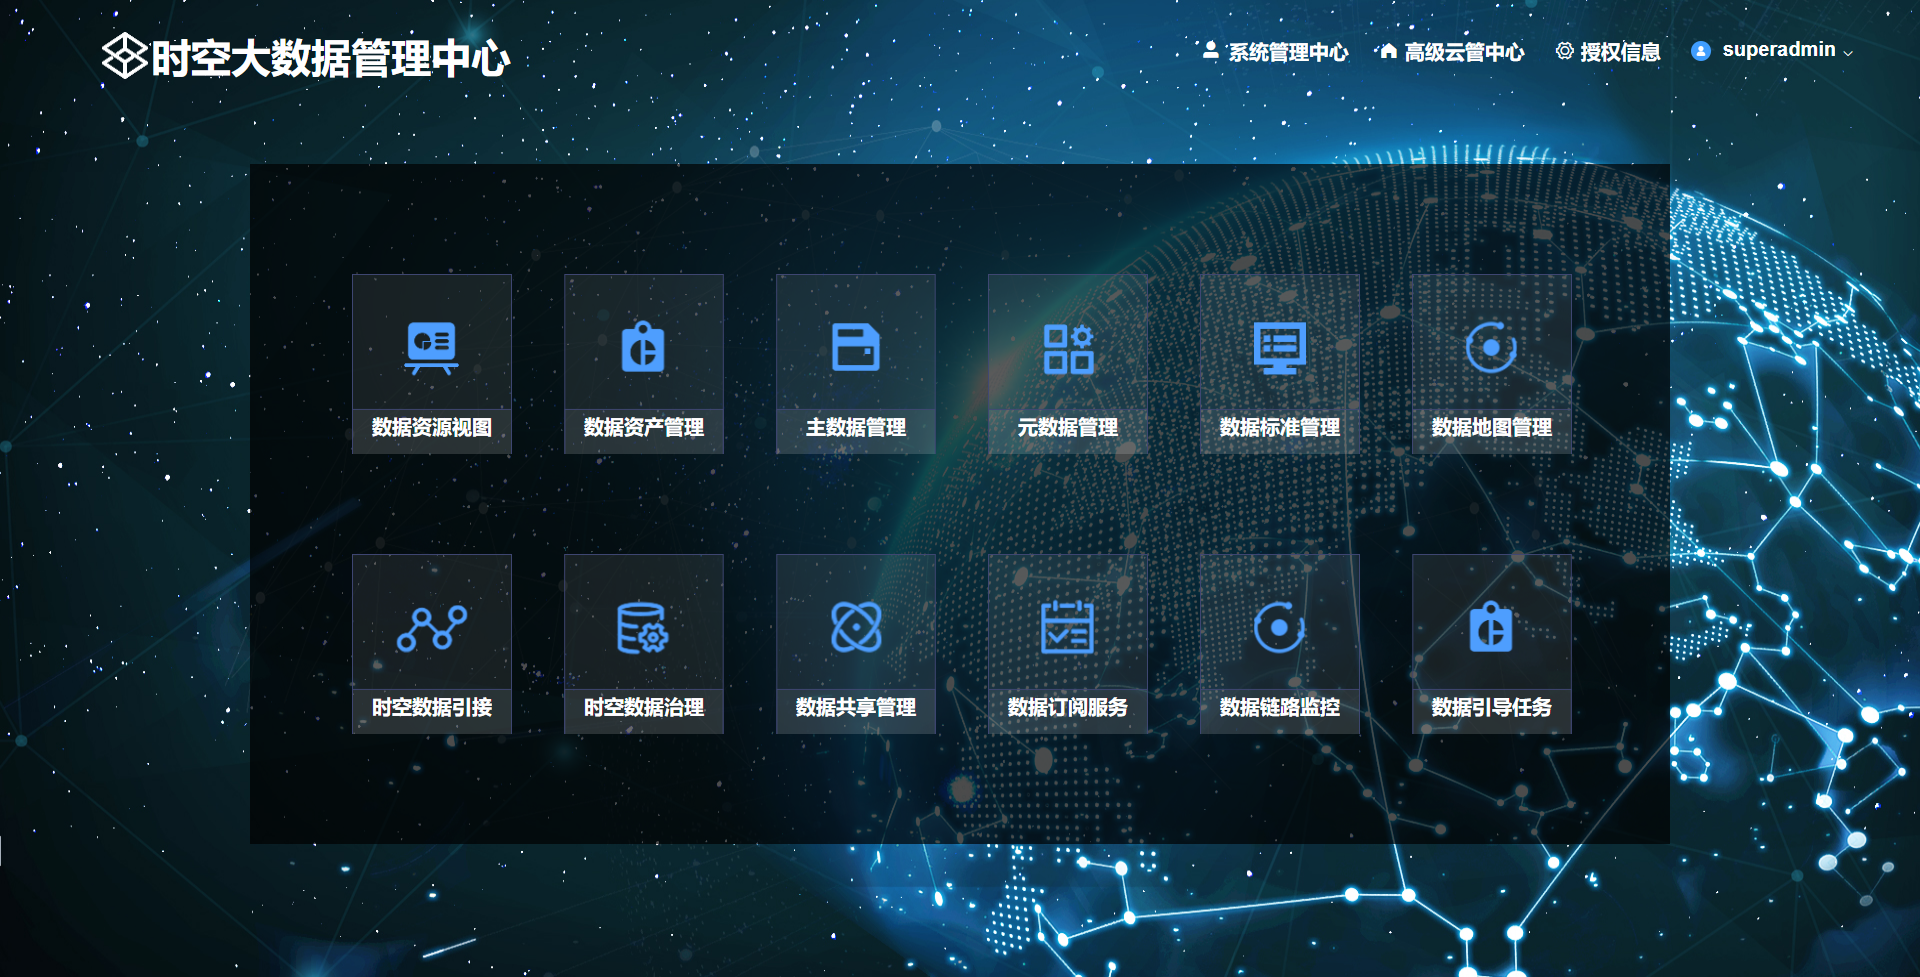 时空大数据管理中心
系统管理中心
高级云管中心
授权信息
superadmin
数据资源视图
数据资产管理
主数据管理
元数据管理
数据标准管理
数据地图管理
时空数据引接
时空数据治理
数据共享管理
数据订阅服务
数据链路监控
数据引导任务